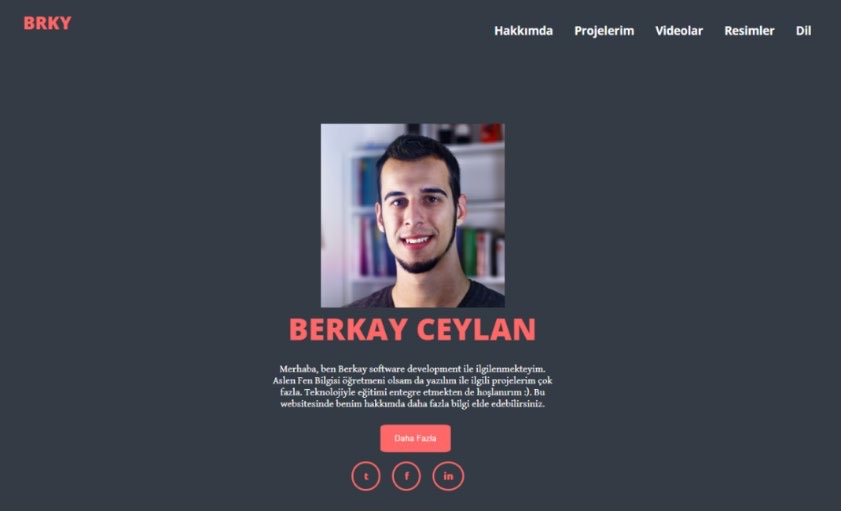 BRKY
Hakkımda Projelerim Videolar Resimler Dil
BERKAY CEYLAN
Merhaba, ben Berkay software development ile ilgilenmekteyim.
Aslen Fen Bilgisi öğretmeni olsam da yazılım ile ilgili projelerim çok
fazla. Teknolojiyle eğitimi entegre etmekten de hoşlanırım :). Bu
websitesinde benim hakkımda daha fazla bilgi elde edebilirsiniz.
Daha Fazla
t f in